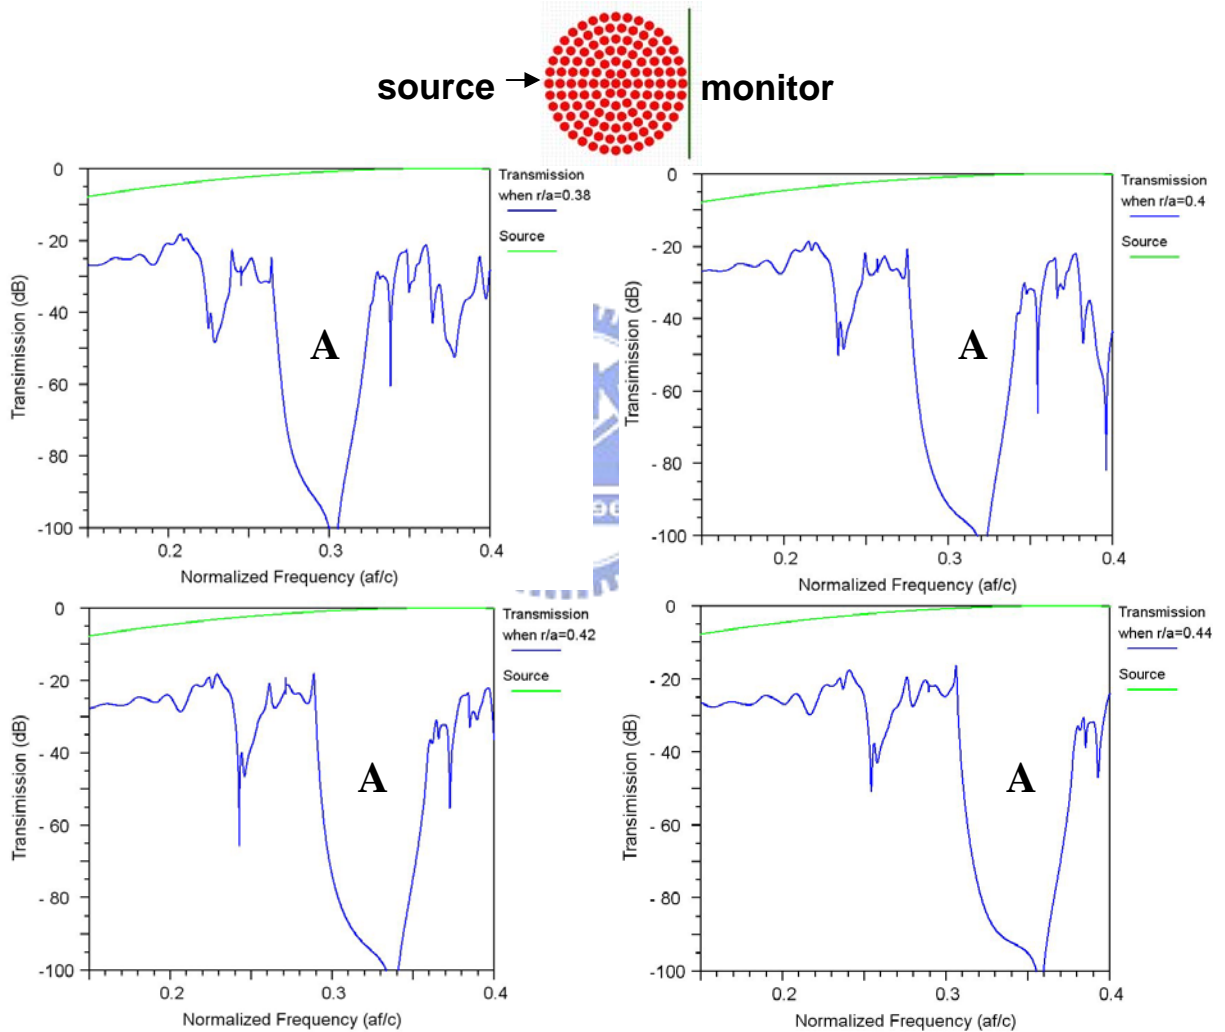 source
monitor
0
- 20
- 40
- 60
- 80
-100
Transimission (dB)
0.2
0.3
0.4
Normalized Frequency (af/c)
Transmission
when r/a=0.38
Source
A
0
-20
-40
-60
-80
-100
Transimission (dB)
0.2
0.3
0.4
Normalized Frequency (af/c)
Transmission
when r/a=0.4
Source
A
0
- 20
- 40
- 60
- 80
-100
Transimission (dB)
0.2
0.3
0.4
Normalized Frequency (af/c)
Transmission
when r/a=0.42
Source
A
0
- 20
- 40
- 60
- 80
-100
Transimission (dB)
0.2
0.3
0.4
Normalized Frequency (af/c)
Transmission
when r/a=0.44
Source
A